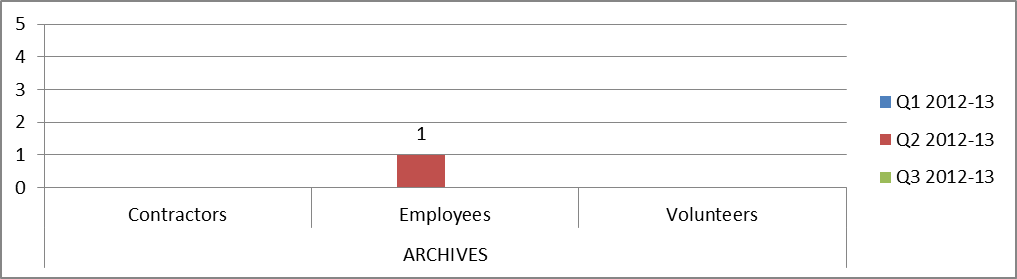 5
4
3
2
1
0
1
Contractors
Employees
Volunteers
ARCHIVES
Q1 2012-13
Q2 2012-13
Q3 2012-13